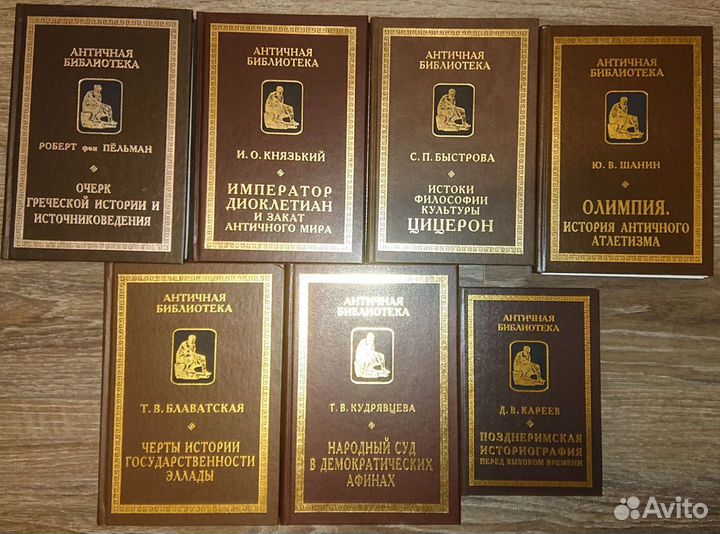 АНТИЧНАЯ
БИБЛИОТЕКА
РОБЕРТ фон ПЁЛЬМАН
ОЧЕРК
ГРЕЧЕСКОЙ ИСТОРИИ И
ИСТОЧНИКОВЕДЕНИЯ
АНТИЧНАЯ
БИБЛИОТЕКА
И. О. КНЯЗЬКИЙ
ИМПЕРАТОР
ДИОКЛЕТИАН
И ЗАКАТ
АНТИЧНОГО МИРА
АНТИЧНАЯ
БИБЛИОТЕКА
С. П. БЫСТРОВА
ИСТОКИ
ФИЛОСОФИИ
КУЛЬТУРЫ
ЦИЦЕРОН
АНТИЧНАЯ
БИБЛИОТЕКА
Ю. В. ШАНИН
ОЛИМПИЯ.
ИСТОРИЯ АНТИЧНОГО
АТЛЕТИЗМА
АНТИЧНАЯ
БИБЛИОТЕКА
Т. В. БЛАВАТСКАЯ
ЧЕРТЫ ИСТОРИИ
ГОСУДАРСТВЕННОСТИ
ЭЛЛАДЫ
АНТИЧНАЯ
БИБЛИОТЕКА
Т. В. КУДРЯВЦЕВА
НАРОДНЫЙ СУД
В ДЕМОКРАТИЧЕСКИХ
АФИНАХ
АНТИЧНАЯ
БИБЛИОТЕКА
Д. В. КАРЕЕВ
ПОЗДНЕРИМСКАЯ
ИСТОРИОГРАФИЯ
ПЕРЕД ВЫЗОВОМ ВРЕМЕНИ
Avito